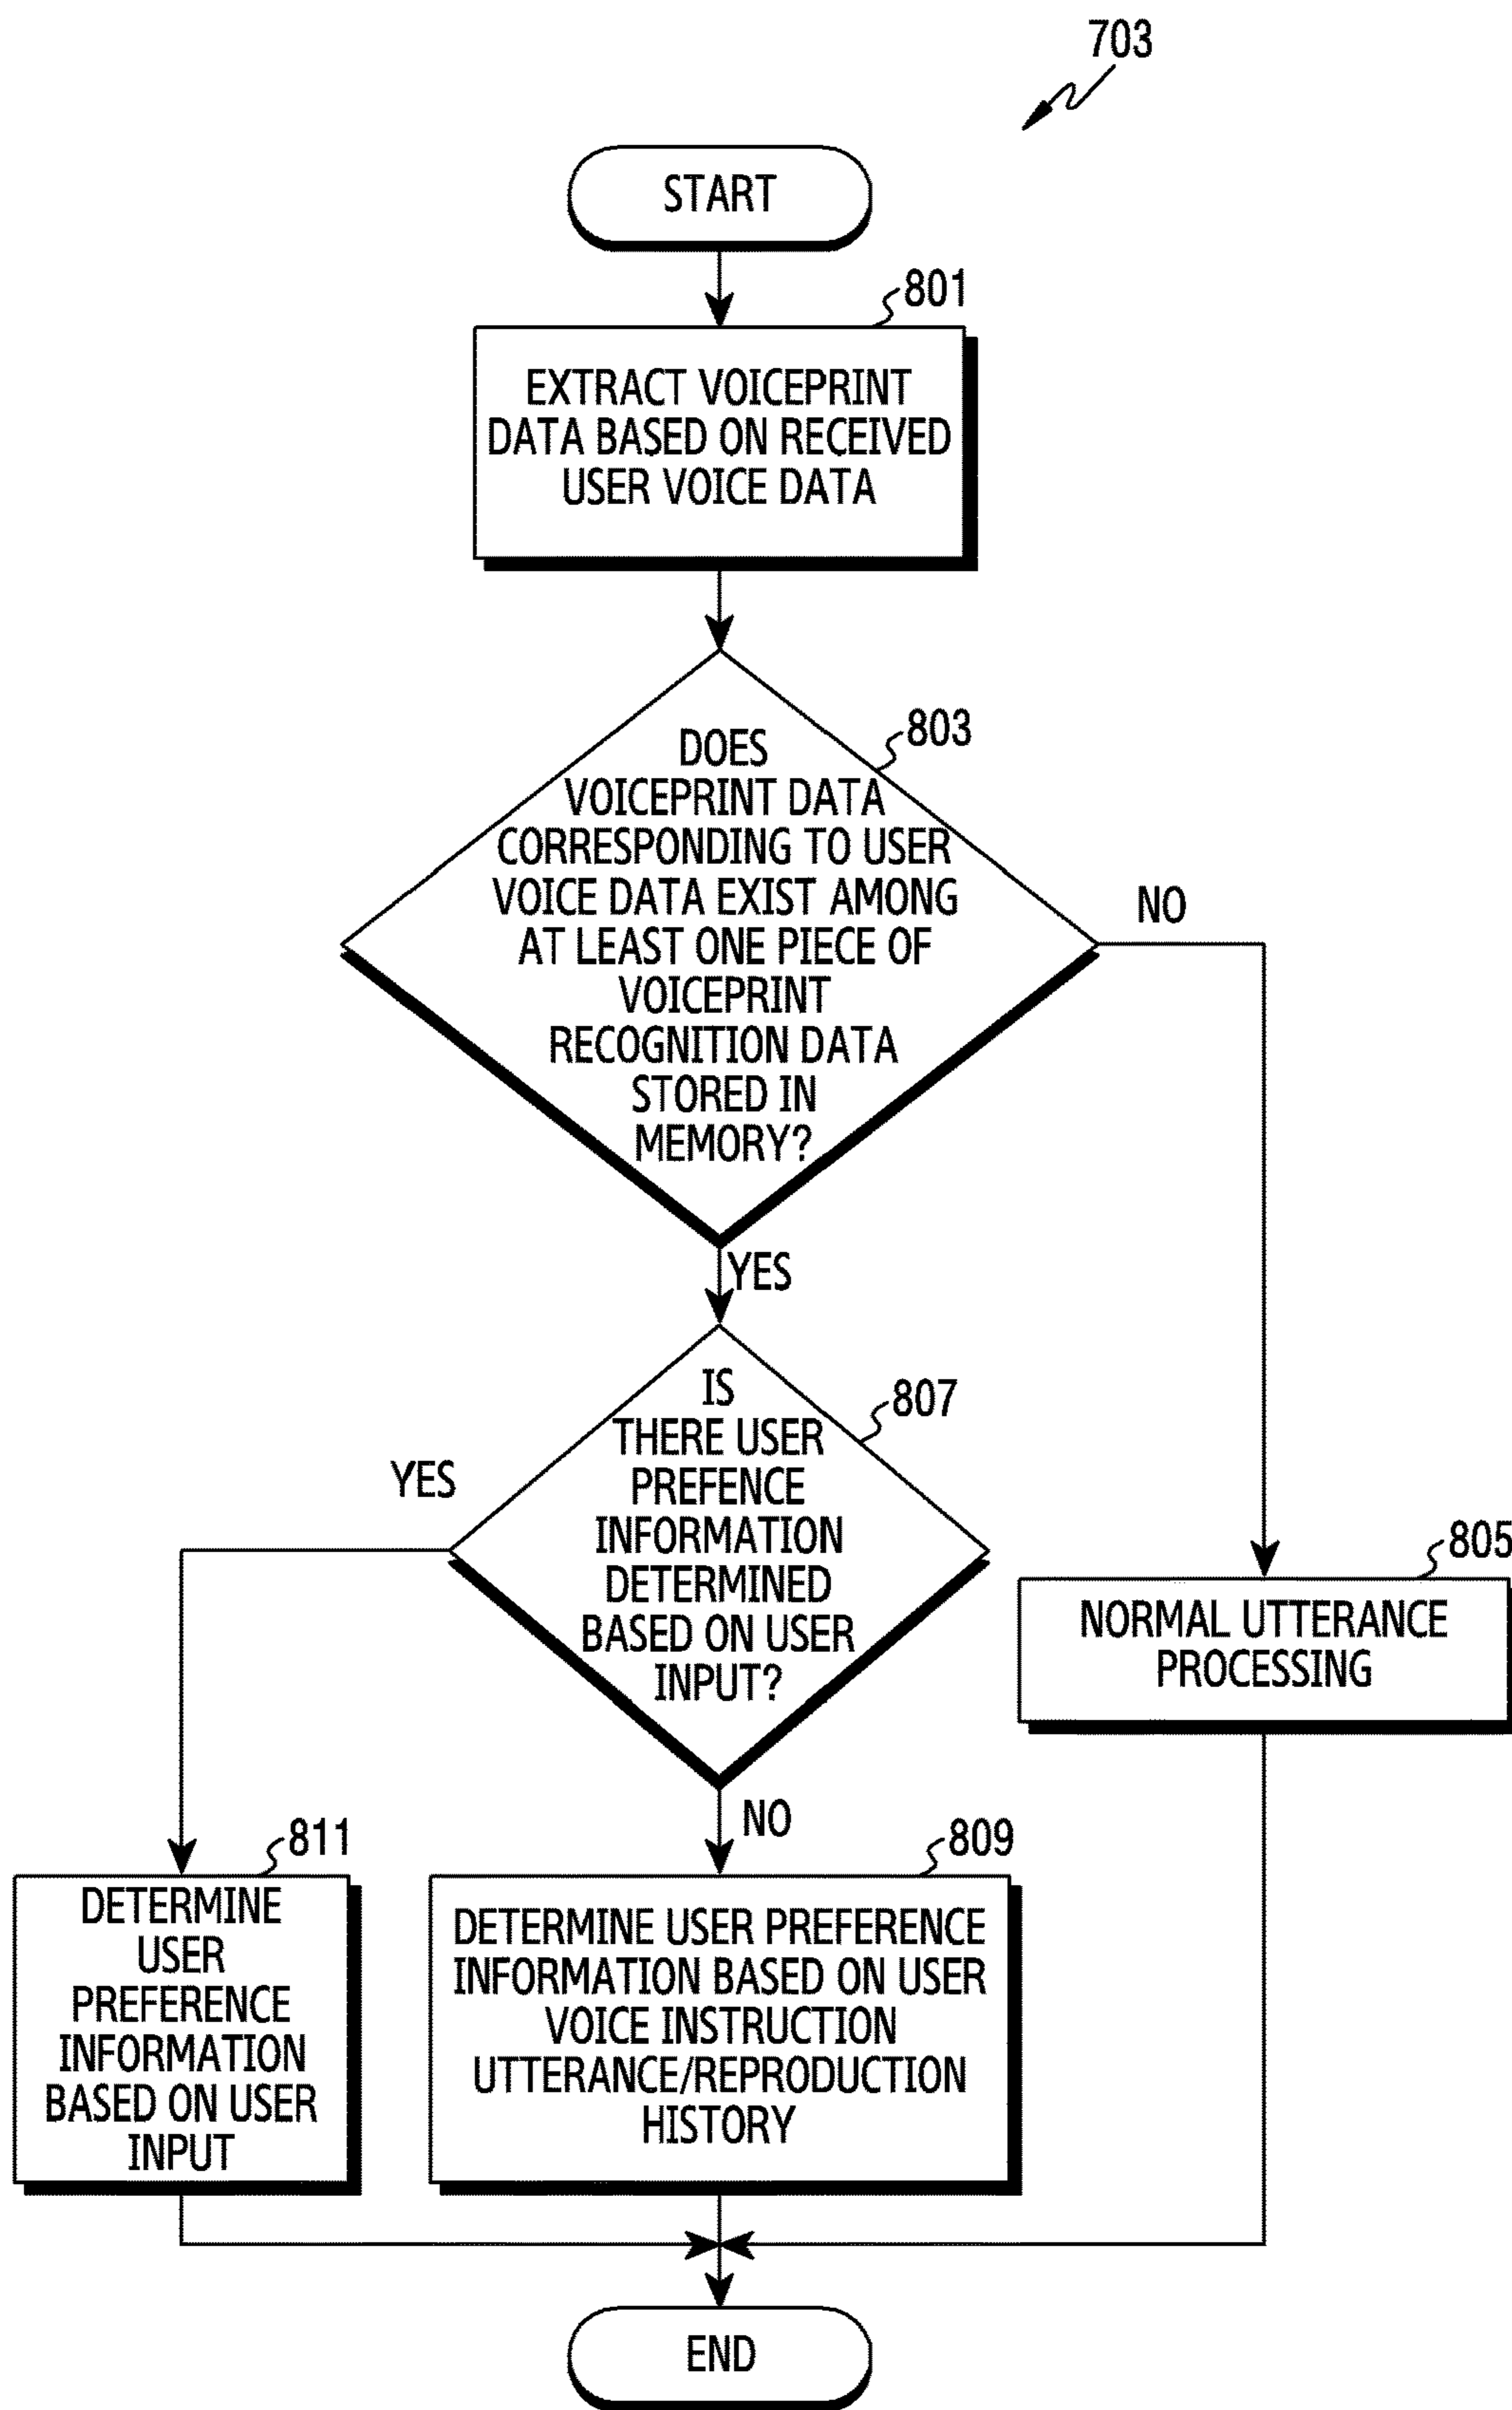 703
START
801
EXTRACT VOICEPRINT
DATA BASED ON RECEIVED
USER VOICE DATA
803
DOES
VOICEPRINT DATA
CORRESPONDING TO USER
VOICE DATA EXIST AMONG
AT LEAST ONE PIECE OF
VOICEPRINT
RECOGNITION DATA
STORED IN
MEMORY?
NO
YES
807
IS
THERE USER
PREFENCE
INFORMATION
DETERMINED
BASED ON USER
INPUT?
YES
NO
805
NORMAL UTTERANCE
PROCESSING
811
DETERMINE
USER
PREFERENCE
INFORMATION
BASED ON USER
INPUT
809
DETERMINE USER PREFERENCE
INFORMATION BASED ON USER
VOICE INSTRUCTION
UTTERANCE/REPRODUCTION
HISTORY
END